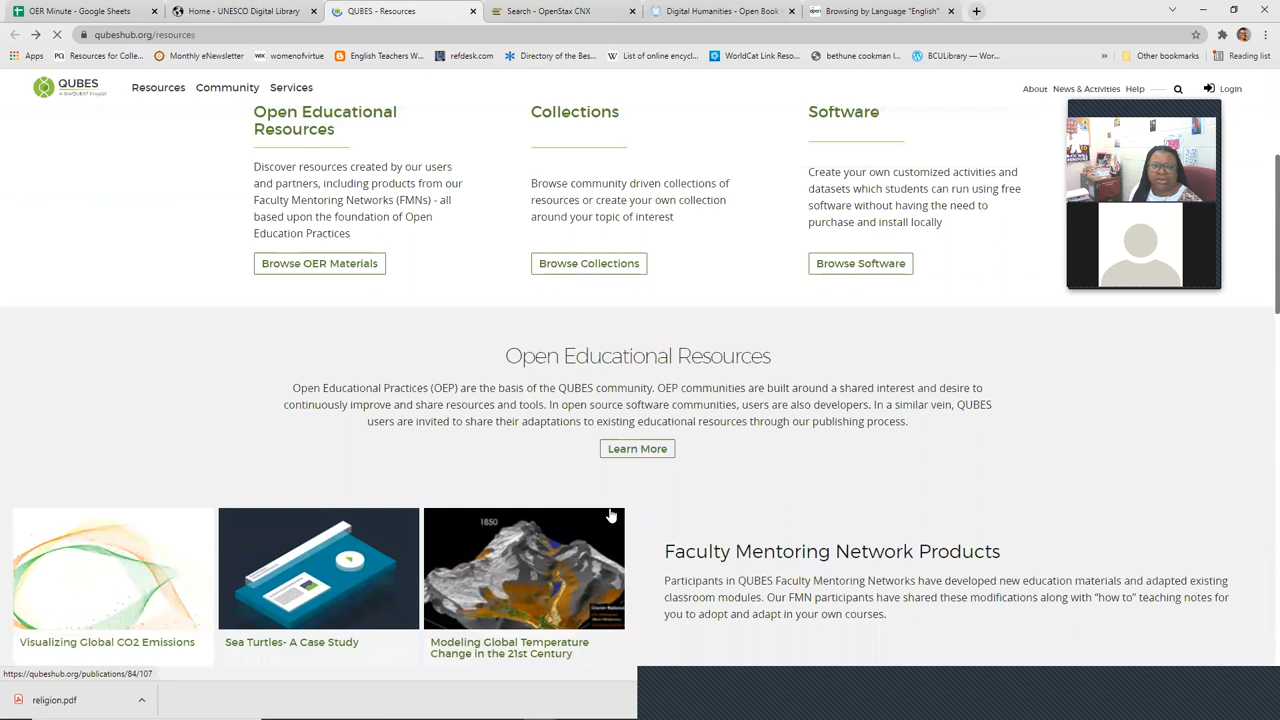 OER Minute - Google Sheets
Home - UNESCO Digital Library
QUBES - Resources
Search - OpenStax CNX
Digital Humanities - Open Book
Browsing by Language "English"
qubeshub.org/resources
Resources for Colle...
Monthly eNewsletter
womenofvirtue
English Teachers W...
refdesk.com
Directory of the Bes...
List of online encycl...
WorldCat Link Reso...
bethune cookman l...
BCULibrary — Wor...
Other bookmarks
Reading list
QUBES
A BioQUEST Project
Resources
Community
Services
About
News & Activities
Help
Login
Open Educational
Resources
Discover resources created by our users
and partners, including products from our
Faculty Mentoring Networks (FMNs) - all
based upon the foundation of Open
Education Practices
Browse OER Materials
Collections
Browse community driven collections of
resources or create your own collection
around your topic of interest
Browse Collections
Software
Create your own customized activities and
datasets which students can run using free
software without having the need to
purchase and install locally
Browse Software
Open Educational Resources
Open Educational Practices (OEP) are the basis of the QUBES community. OEP communities are built around a shared interest and desire to
continuously improve and share resources and tools. In open source software communities, users are also developers. In a similar vein, QUBES
users are invited to share their adaptations to existing educational resources through our publishing process.
Learn More
1850
Visualizing Global CO2 Emissions
Sea Turtles- A Case Study
Modeling Global Temperature
Change in the 21st Century
Faculty Mentoring Network Products
Participants in QUBES Faculty Mentoring Networks have developed new education materials and adapted existing
classroom modules. Our FMN participants have shared these modifications along with "how to" teaching notes for
you to adopt and adapt in your own courses.
https://qubeshub.org/publications/84/107
religion.pdf